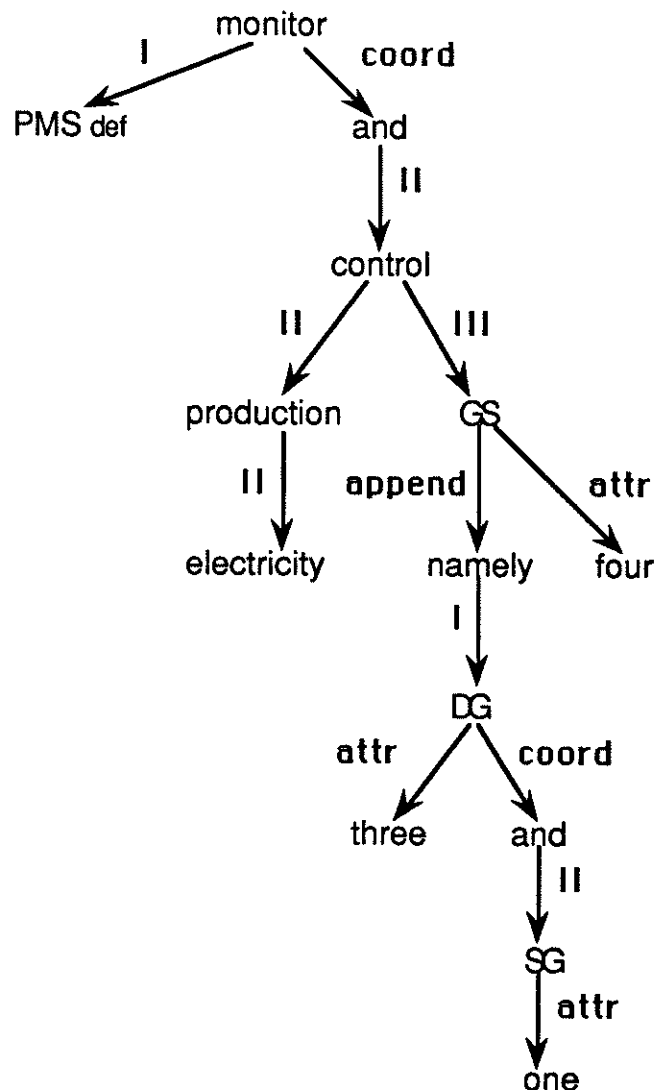 monitor
I coord
PMS def and
II
control
II III
production GS
II append attr
electricity namely four
I
DG
attr coord
three and
II
SG
attr
one